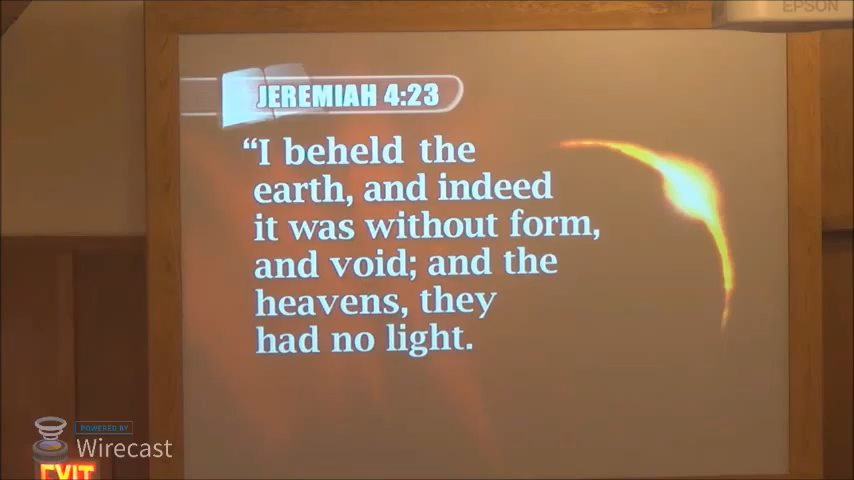 EPSON
JEREMIAH 4:23
“I beheld the
earth, and indeed
it was without form,
and void; and the
heavens, they
had no light.
POWERED BY
Wirecast
EXIT